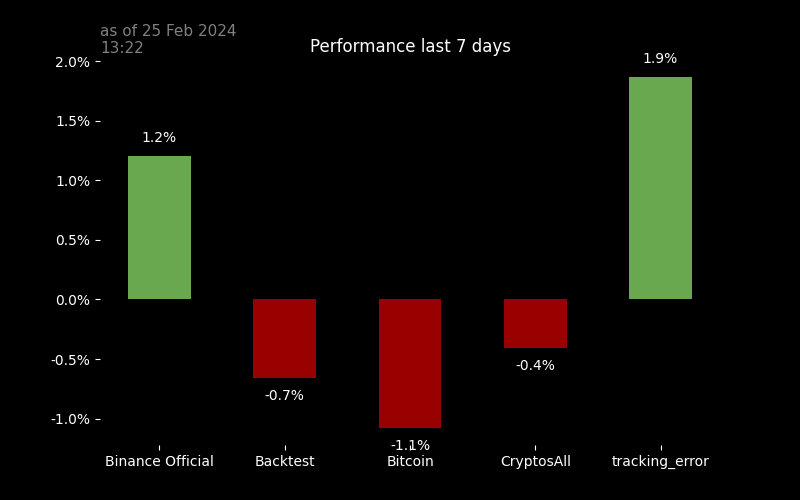 as of 25 Feb 2024
13:22
Performance last 7 days
2.0%
1.5%
1.0%
0.5%
0.0%
-0.5%
-1.0%
1.2%
-0.7%
-1.1%
-0.4%
1.9%
Binance Official
Backtest
Bitcoin
CryptosAll
tracking_error